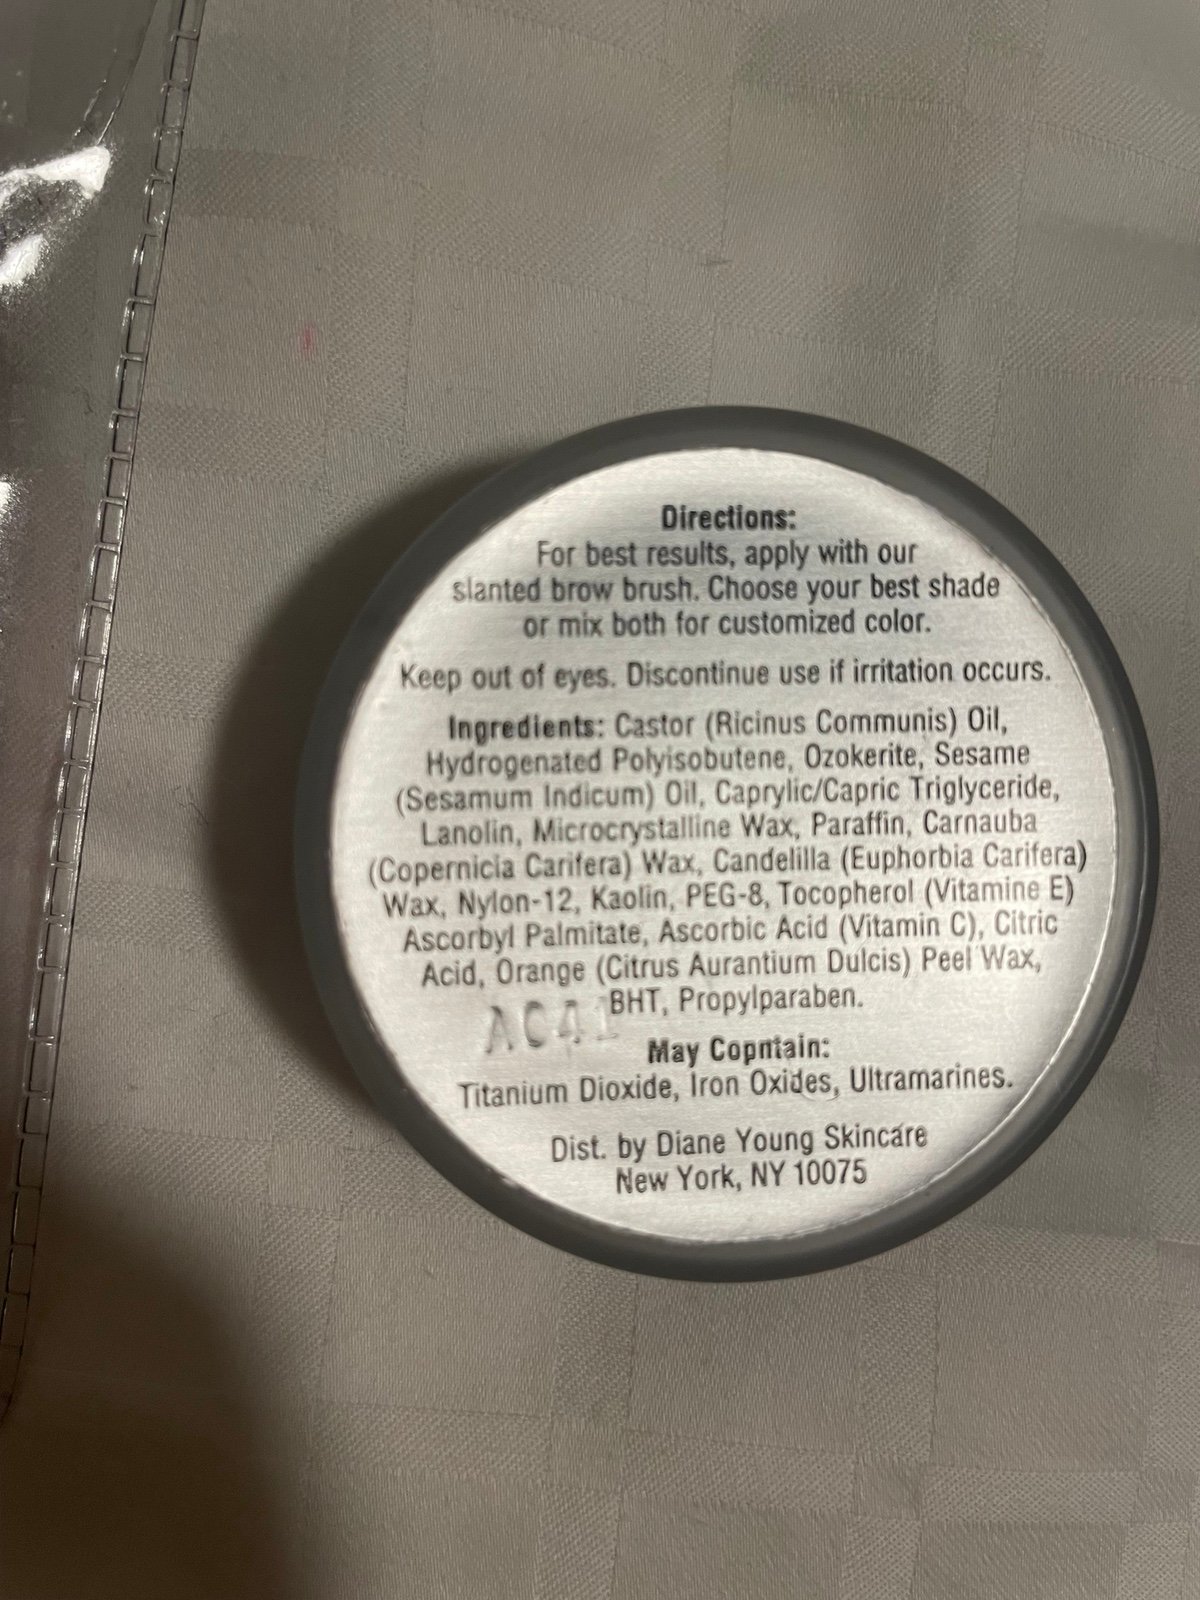 Directions:
For best results, apply with our
slanted brow brush. Choose your best shade
or mix both for customized color.
Keep out of eyes. Discontinue use if irritation occurs.
Ingredients: Castor (Ricinus Communis) Oil,
Hydrogenated Polyisobutene, Ozokerite, Sesame
(Sesamum Indicum) Oil, Caprylic/Capric Triglyceride,
Lanolin, Microcrystalline Wax, Paraffin, Carnauba
(Copernicia Carifera) Wax, Candelilla (Euphorbia Carifera)
Wax, Nylon-12, Kaolin, PEG-8, Tocopherol (Vitamine E)
Ascorbyl Palmitate, Ascorbic Acid (Vitamin C), Citric
Acid, Orange (Citrus Aurantium Dulcis) Peel Wax,
BHT, Propylparaben.
AC41
May Copntain:
Titanium Dioxide, Iron Oxides, Ultramarines.
Dist. by Diane Young Skincare
New York, NY 10075